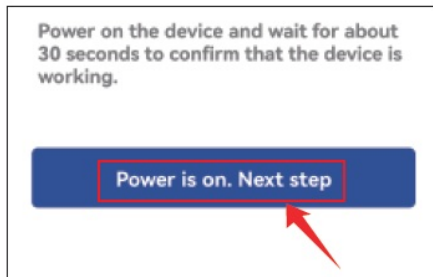 Power on the device and wait for about
30 seconds to confirm that the device is
working.
Power is on. Next step